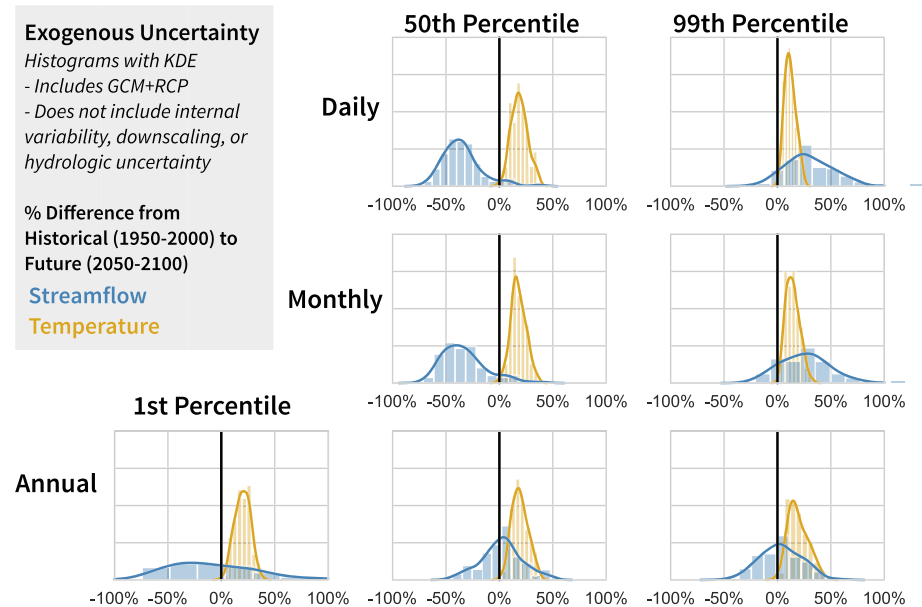 Exogenous Uncertainty
Histograms with KDE
- Includes GCM+RCP
- Does not include internal
variability, downscaling, or
hydrologic uncertainty
% Difference from
Historical (1950-2000) to
Future (2050-2100)
Streamflow
Temperature
50th Percentile
99th Percentile
Daily
-100% -50% 0% 50% 100%
-100% -50% 0% 50% 100%
Monthly
-100% -50% 0% 50% 100%
-100% -50% 0% 50% 100%
1st Percentile
Annual
-100% -50% 0% 50% 100%
-100% -50% 0% 50% 100%
-100% -50% 0% 50% 100%